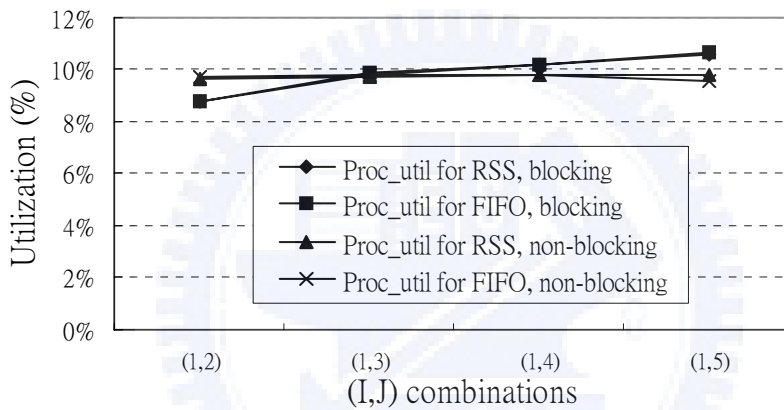 12%
10%
8%
6%
4%
2%
0%
Utilization (%)
Proc_util for RSS, blocking
Proc_util for FIFO, blocking
Proc_util for RSS, non-blocking
Proc_util for FIFO, non-blocking
(1,2) (1,3) (1,4) (1,5)
(I,J) combinations